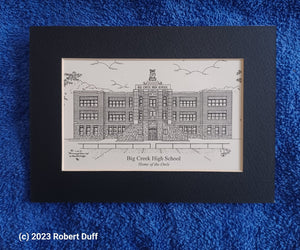 BIG CREEK HIGH SCHOOL
Big Creek High School
Home of the Owls
(c) 2023 Robert Duff